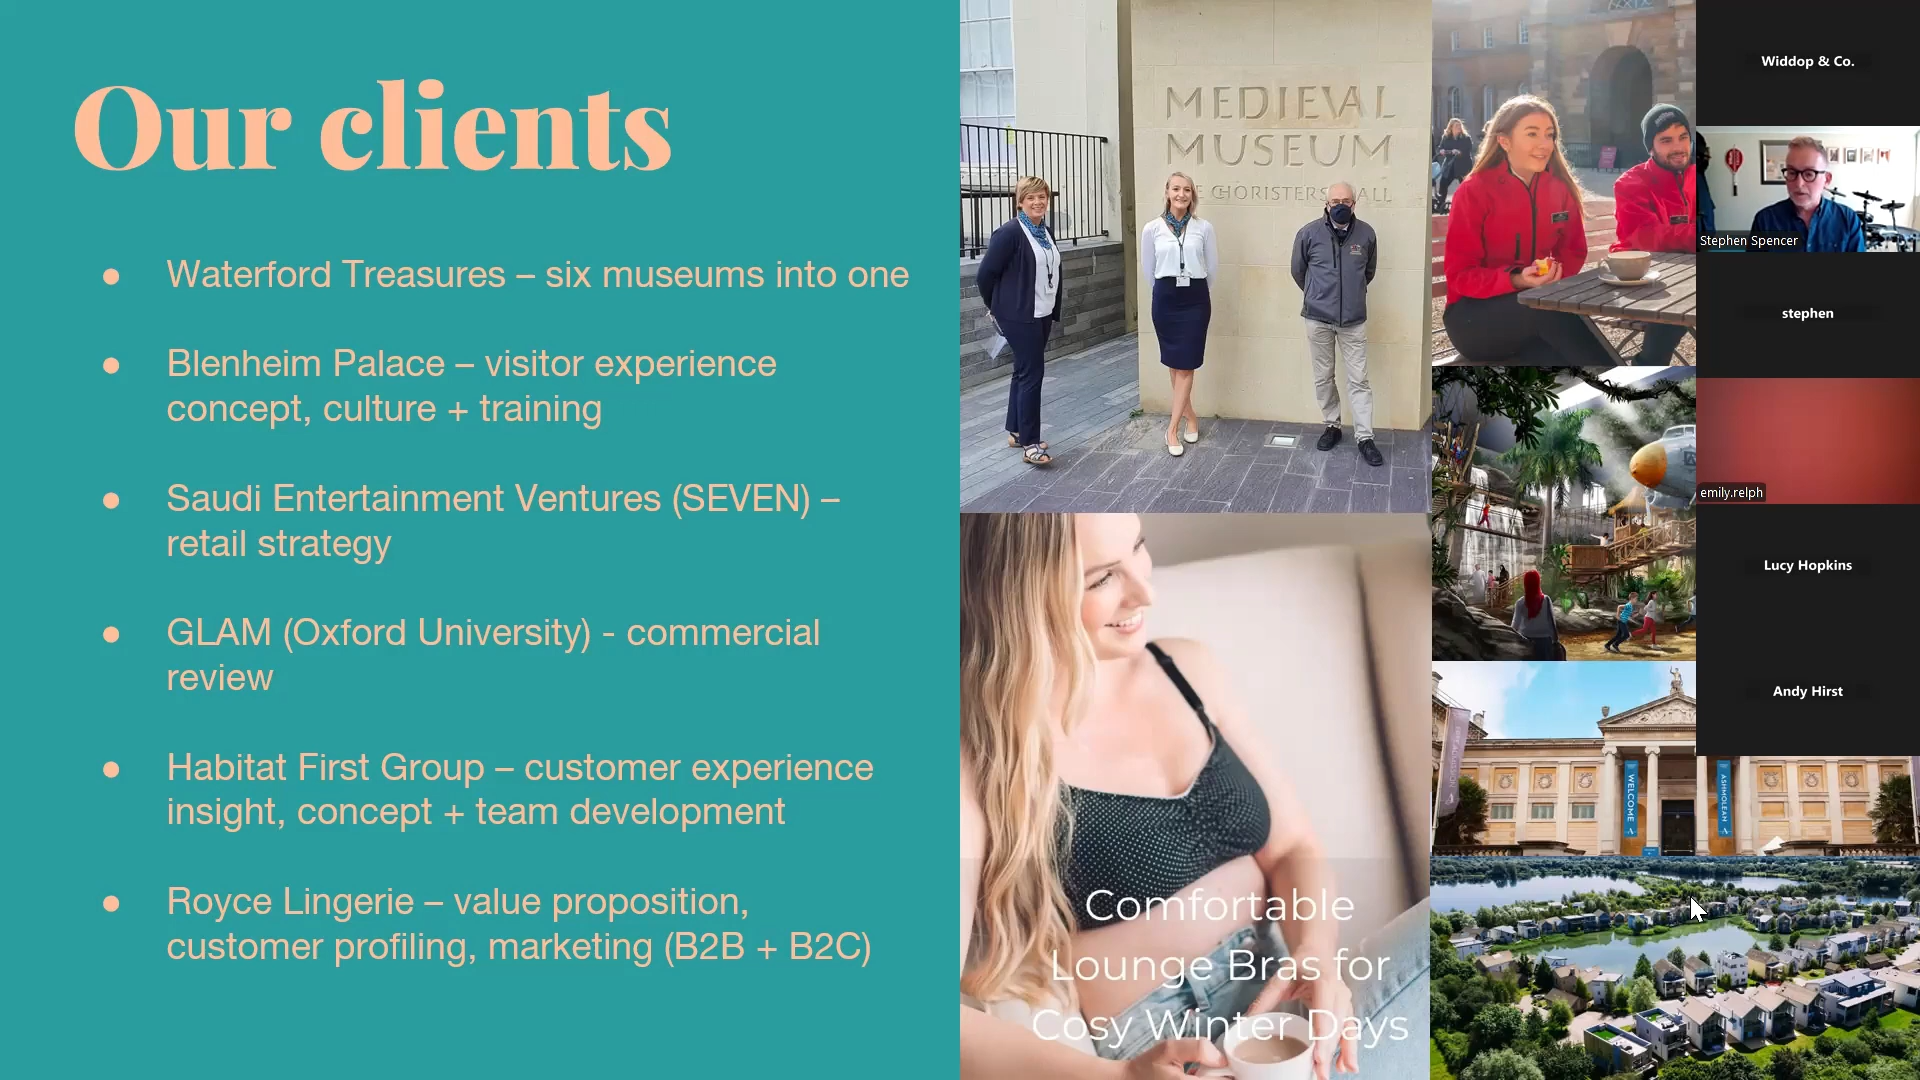 Our clients
● Waterford Treasures – six museums into one
● Blenheim Palace – visitor experience
concept, culture + training
● Saudi Entertainment Ventures (SEVEN) –
retail strategy
● GLAM (Oxford University) - commercial
review
● Habitat First Group – customer experience
insight, concept + team development
● Royce Lingerie – value proposition,
customer profiling, marketing (B2B + B2C)
MEDIEVAL
MUSEUM
CHORISTERS HALL
Comfortable
Lounge Bras for
Cosy Winter Days
WELCOME
ASHMOLEAN
Widdop & Co.
Stephen Spencer
stephen
emily.relph
Lucy Hopkins
Andy Hirst